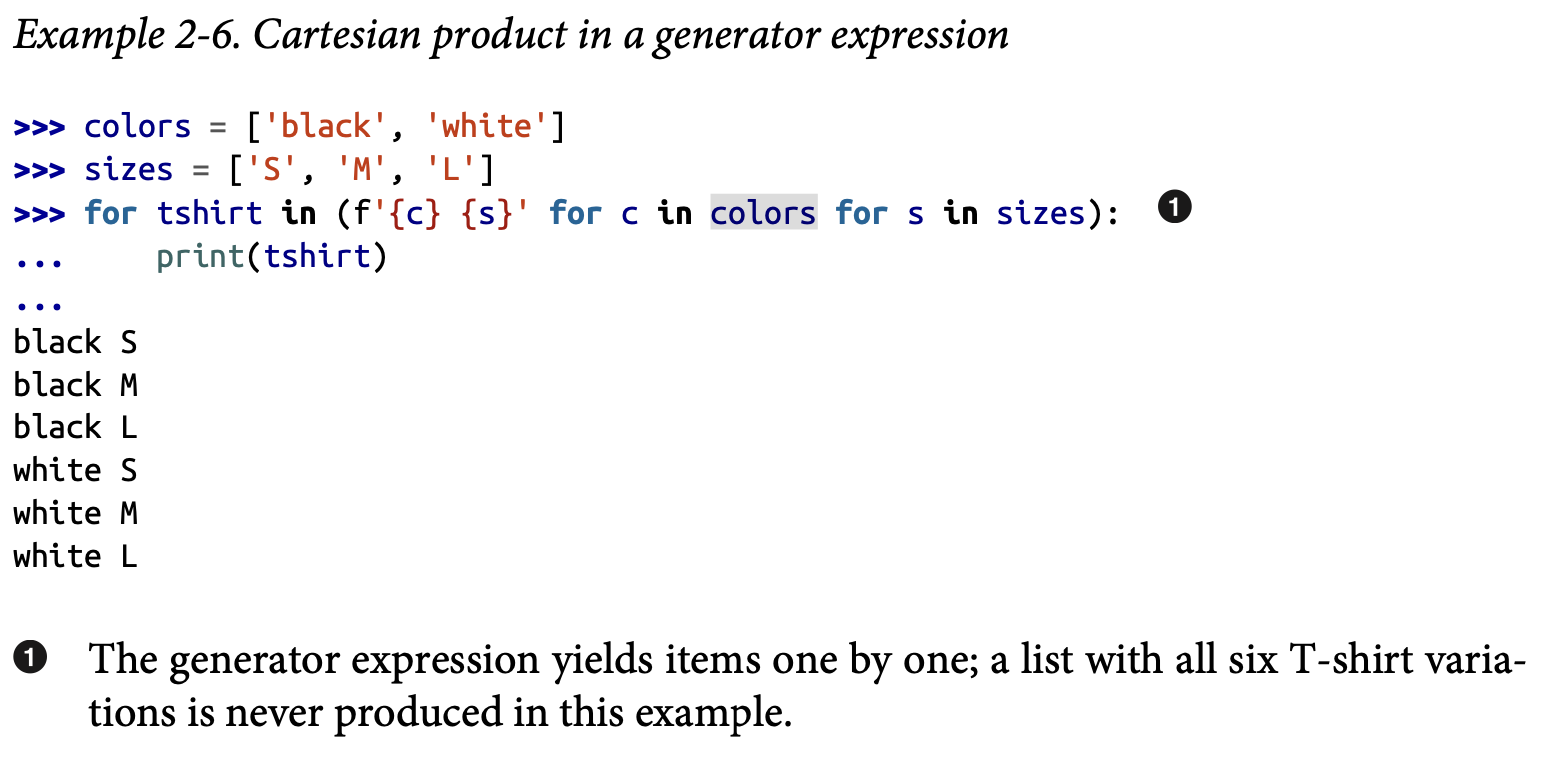 Example 2-6. Cartesian product in a generator expression
>>> colors = ['black', 'white']
>>> sizes = ['S', 'M', 'L']
>>> for tshirt in (f'{c} {s}' for c in colors for s in sizes): ❶
...     print(tshirt)
...
black S
black M
black L
white S
white M
white L
❶ The generator expression yields items one by one; a list with all six T-shirt varia-
tions is never produced in this example.